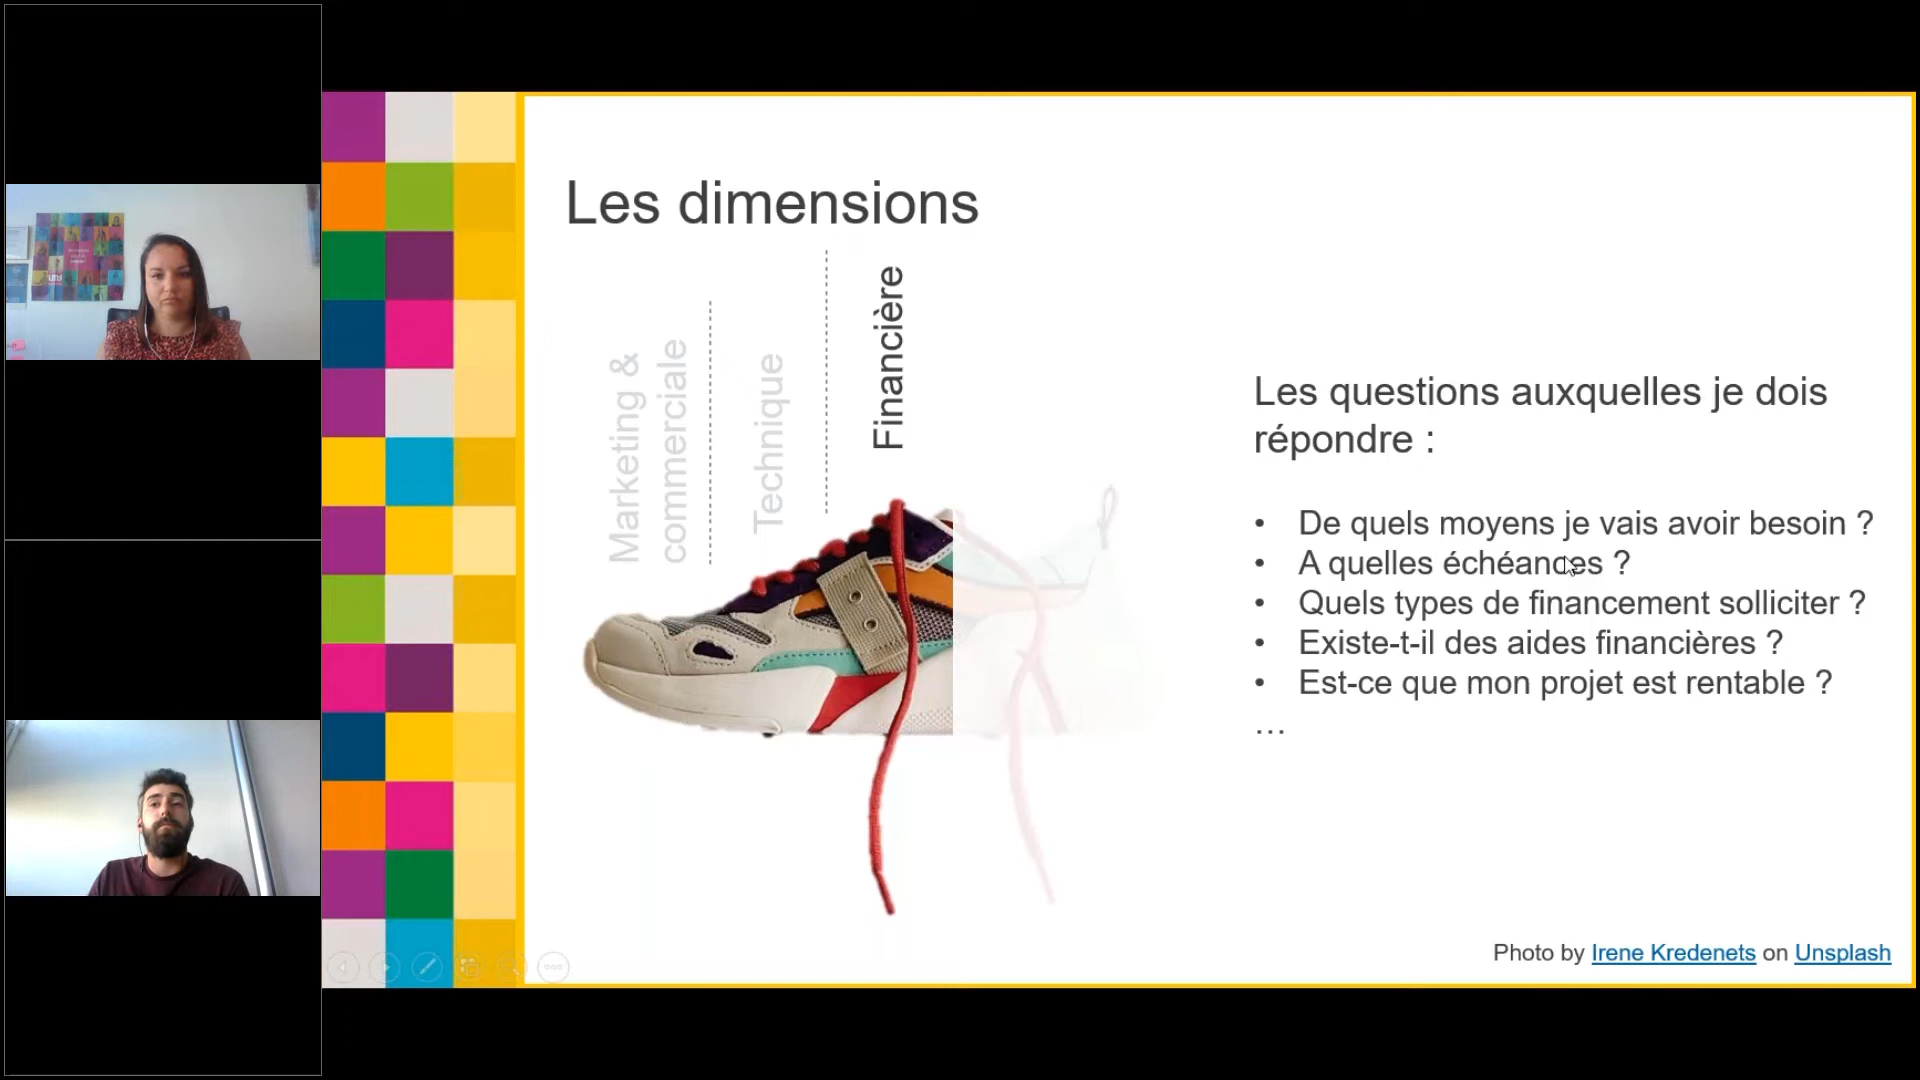 Les dimensions
Marketing &
commerciale
Technique
Financière
Les questions auxquelles je dois
répondre :
• De quels moyens je vais avoir besoin ?
• A quelles échéances ?
• Quels types de financement solliciter ?
• Existe-t-il des aides financières ?
• Est-ce que mon projet est rentable ?
…
Photo by Irene Kredenets on Unsplash